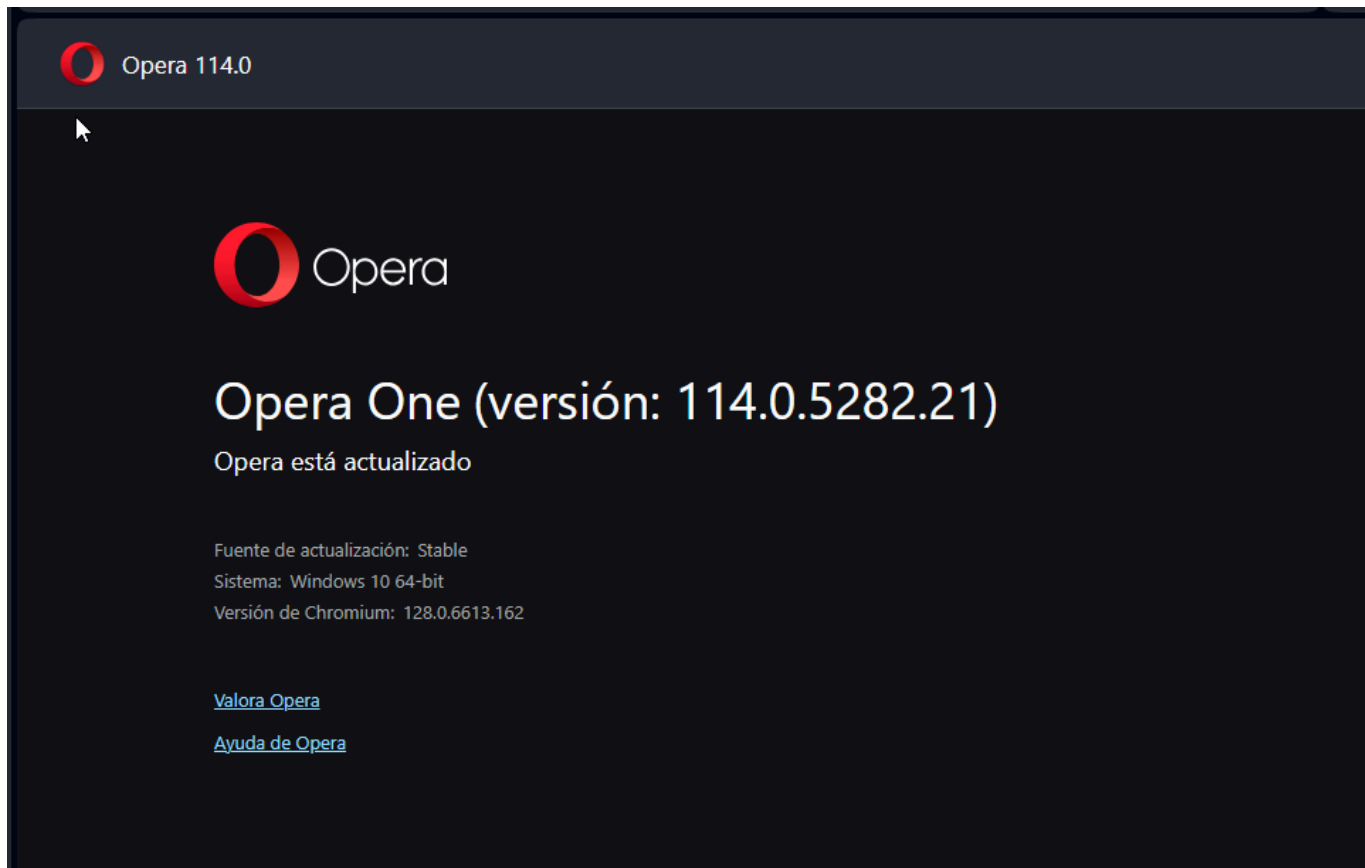 Opera 114.0
Opera
Opera One (versión: 114.0.5282.21)
Opera está actualizado
Fuente de actualización: Stable
Sistema: Windows 10 64-bit
Versión de Chromium: 128.0.6613.162
Valora Opera
Ayuda de Opera